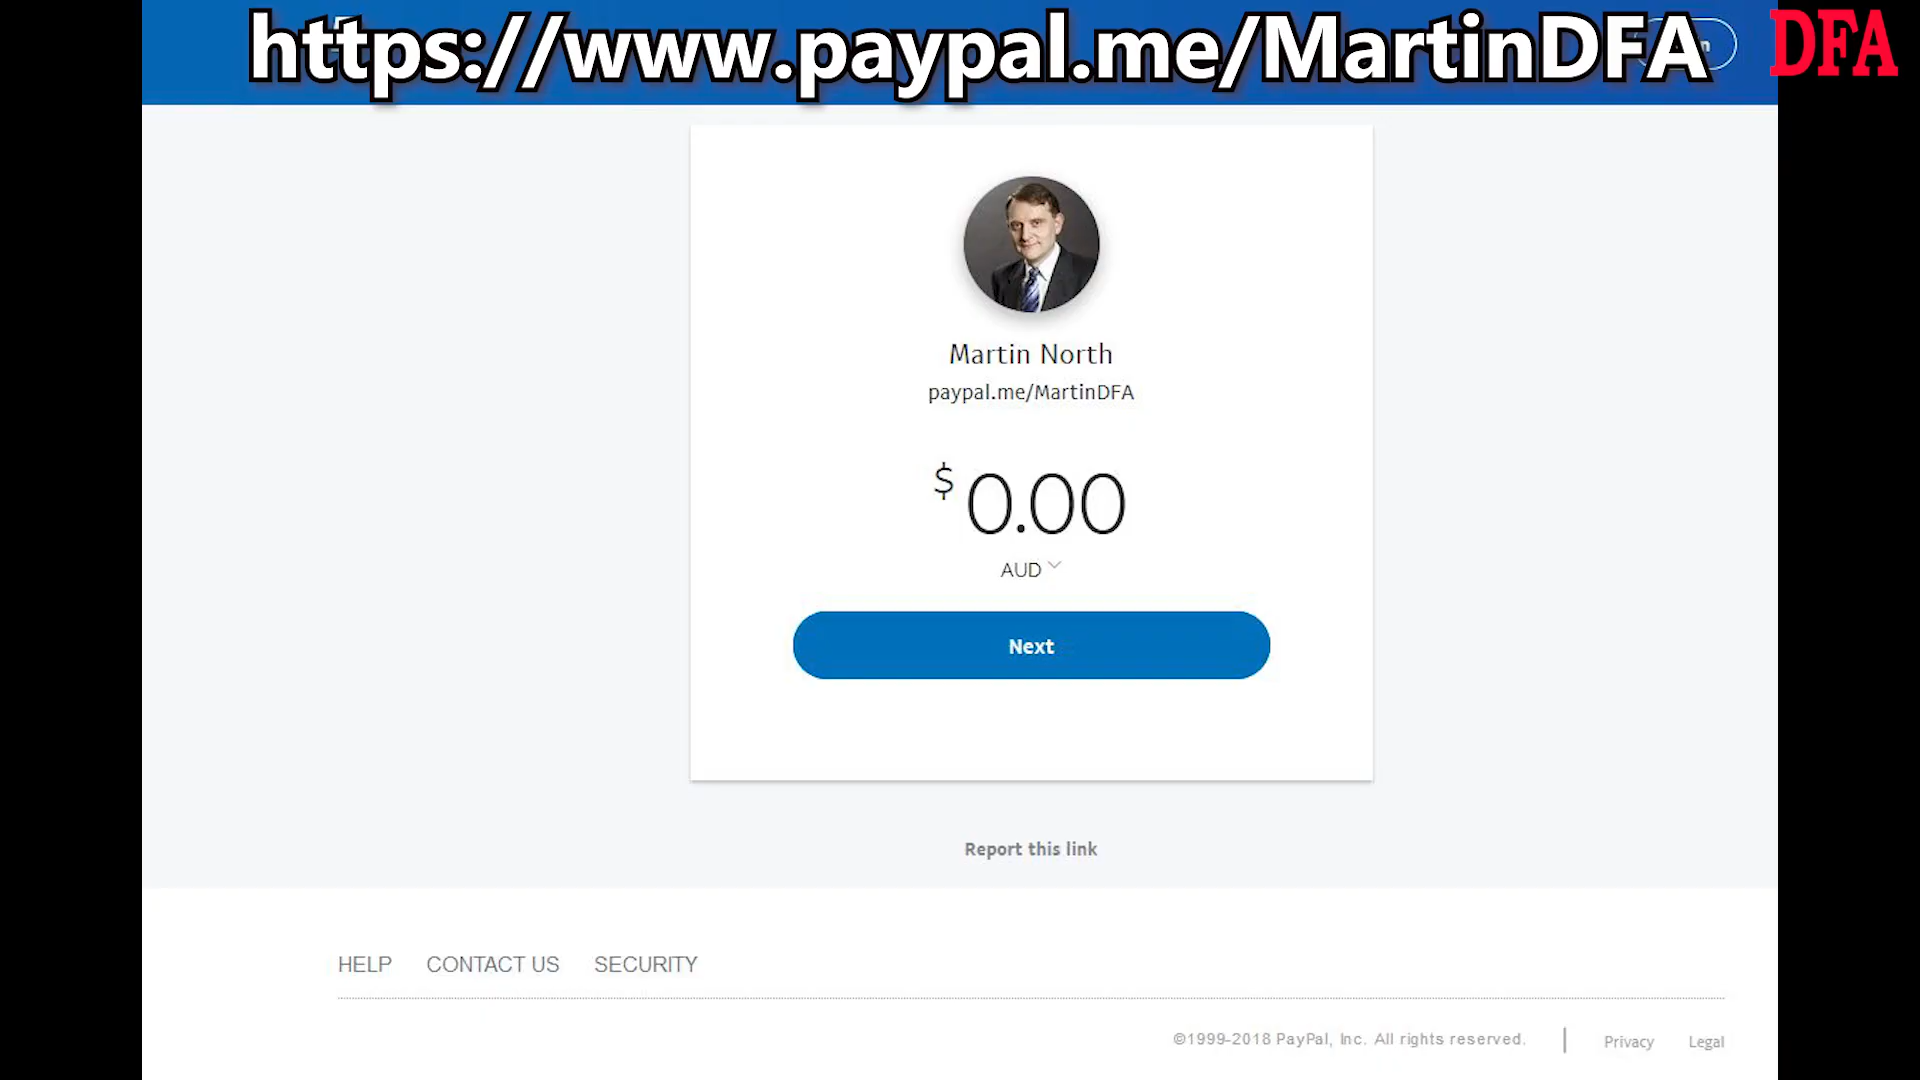 https://www.paypal.me/MartinDFA
DFA
Martin North
paypal.me/MartinDFA
$ 0.00
AUD
Next
Report this link
HELP CONTACT US SECURITY
©1999-2018 PayPal, Inc. All rights reserved. | Privacy Legal